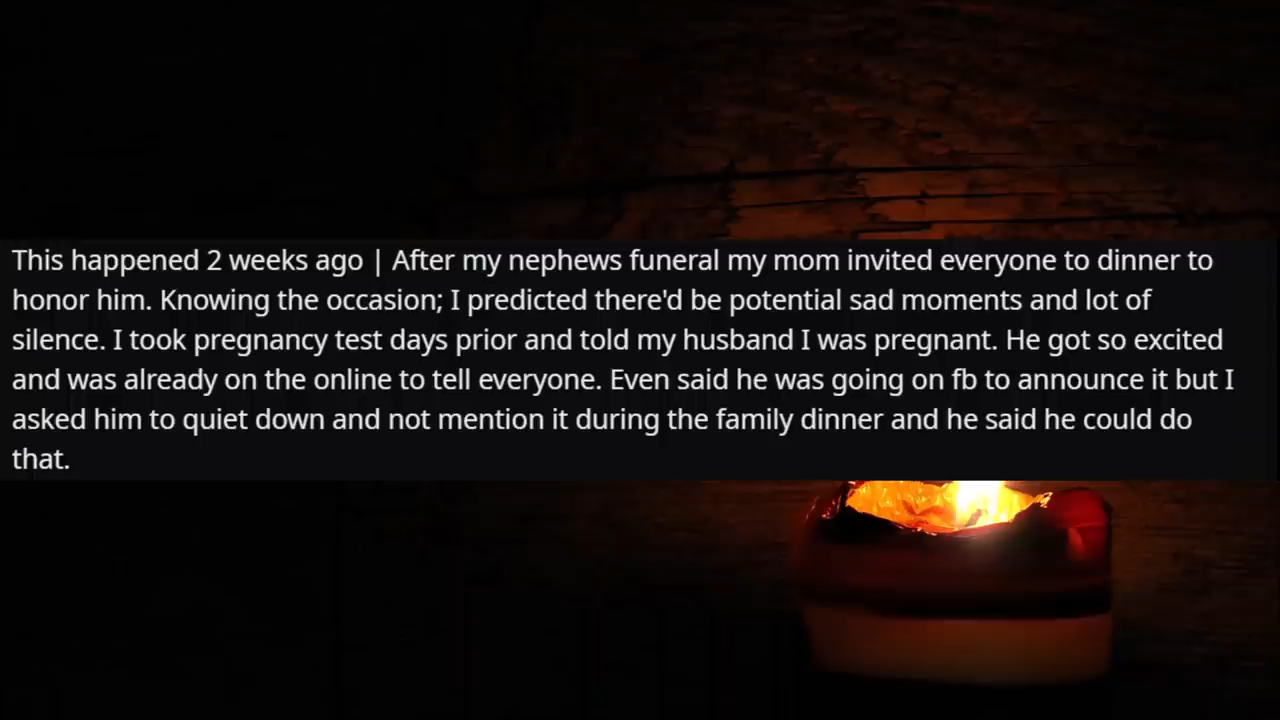 This happened 2 weeks ago | After my nephews funeral my mom invited everyone to dinner to
honor him. Knowing the occasion; I predicted there'd be potential sad moments and lot of
silence. I took pregnancy test days prior and told my husband I was pregnant. He got so excited
and was already on the online to tell everyone. Even said he was going on fb to announce it but I
asked him to quiet down and not mention it during the family dinner and he said he could do
that.